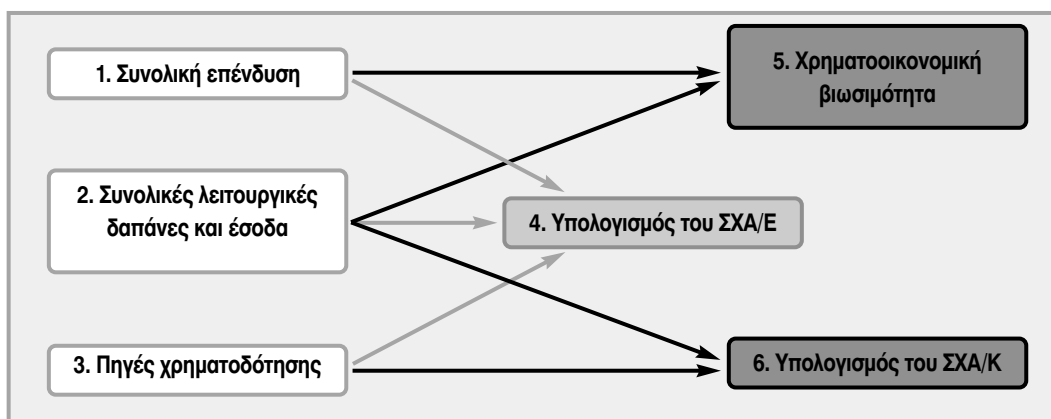 1. Συνολική επένδυση
2. Συνολικές λειτουργικές
δαπάνες και έσοδα
3. Πηγές χρηματοδότησης
4. Υπολογισμός του ΣΧΑ/Ε
5. Χρηματοοικονομική
βιωσιμότητα
6. Υπολογισμός του ΣΧΑ/Κ